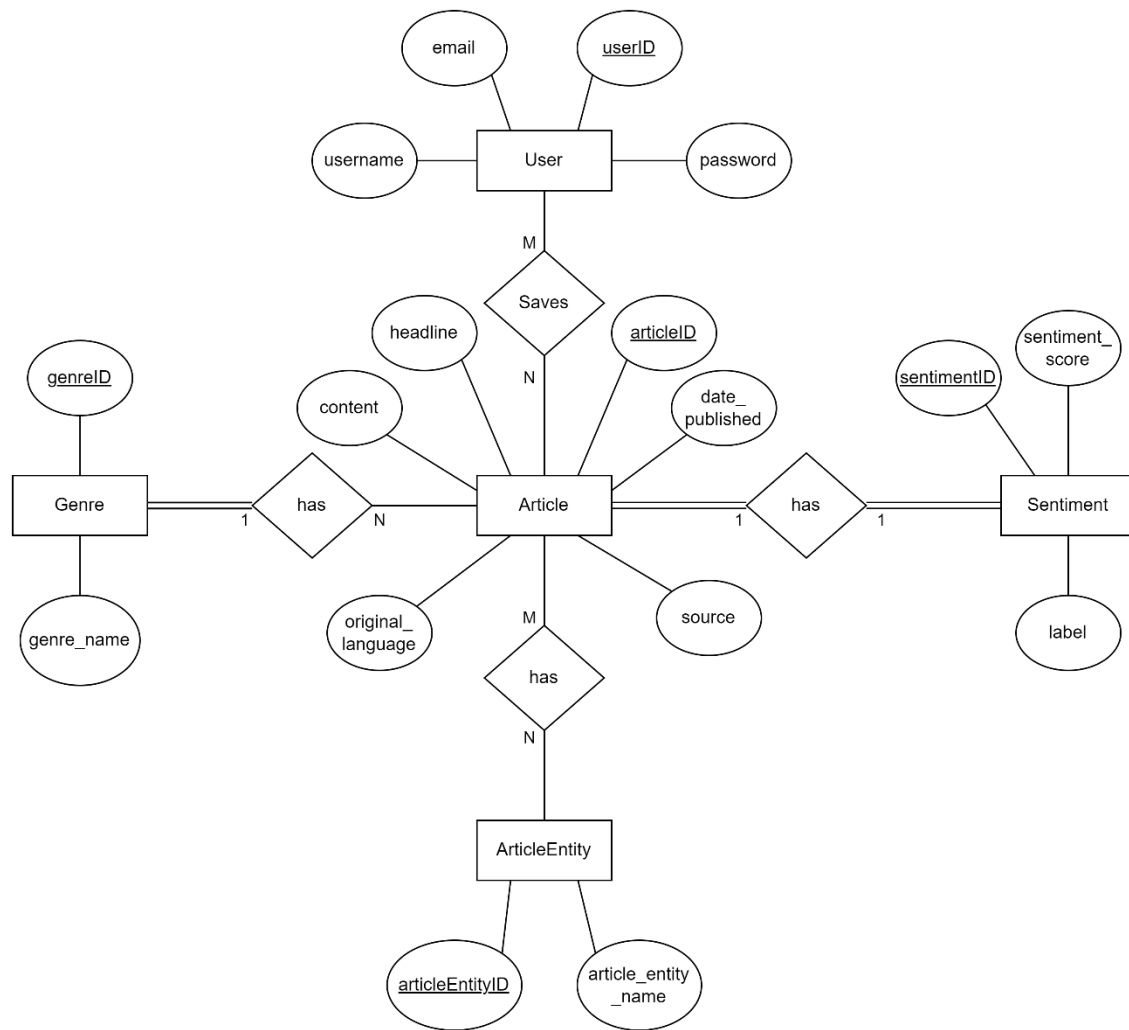 email
userID
username
User
password
M
Saves
headline
articleID
N
sentiment_
score
genreID
sentimentID
content
date_
published
Genre
1
has
N
Article
1
has
1
Sentiment
genre_name
original_
language
M
source
label
has
N
ArticleEntity
articleEntityID
article_entity
_name